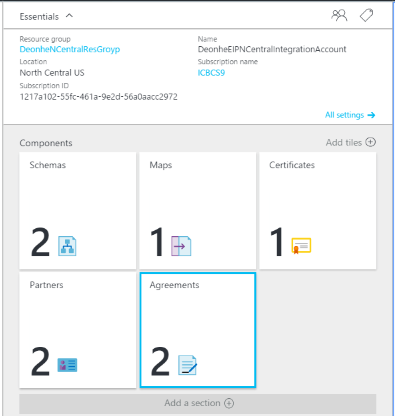 Essentials
Resource group
DeonheNCentralResGroyp
Name
DeonheEIPNCentralIntegrationAccount
Location
North Central US
Subscription name
ICBCS9
Subscription ID
1217a102-55fc-461a-9e2d-56a0aacc2972
All settings
Components
Add tiles
Schemas
2
Maps
1
Certificates
1
Partners
2
Agreements
2
Add a section